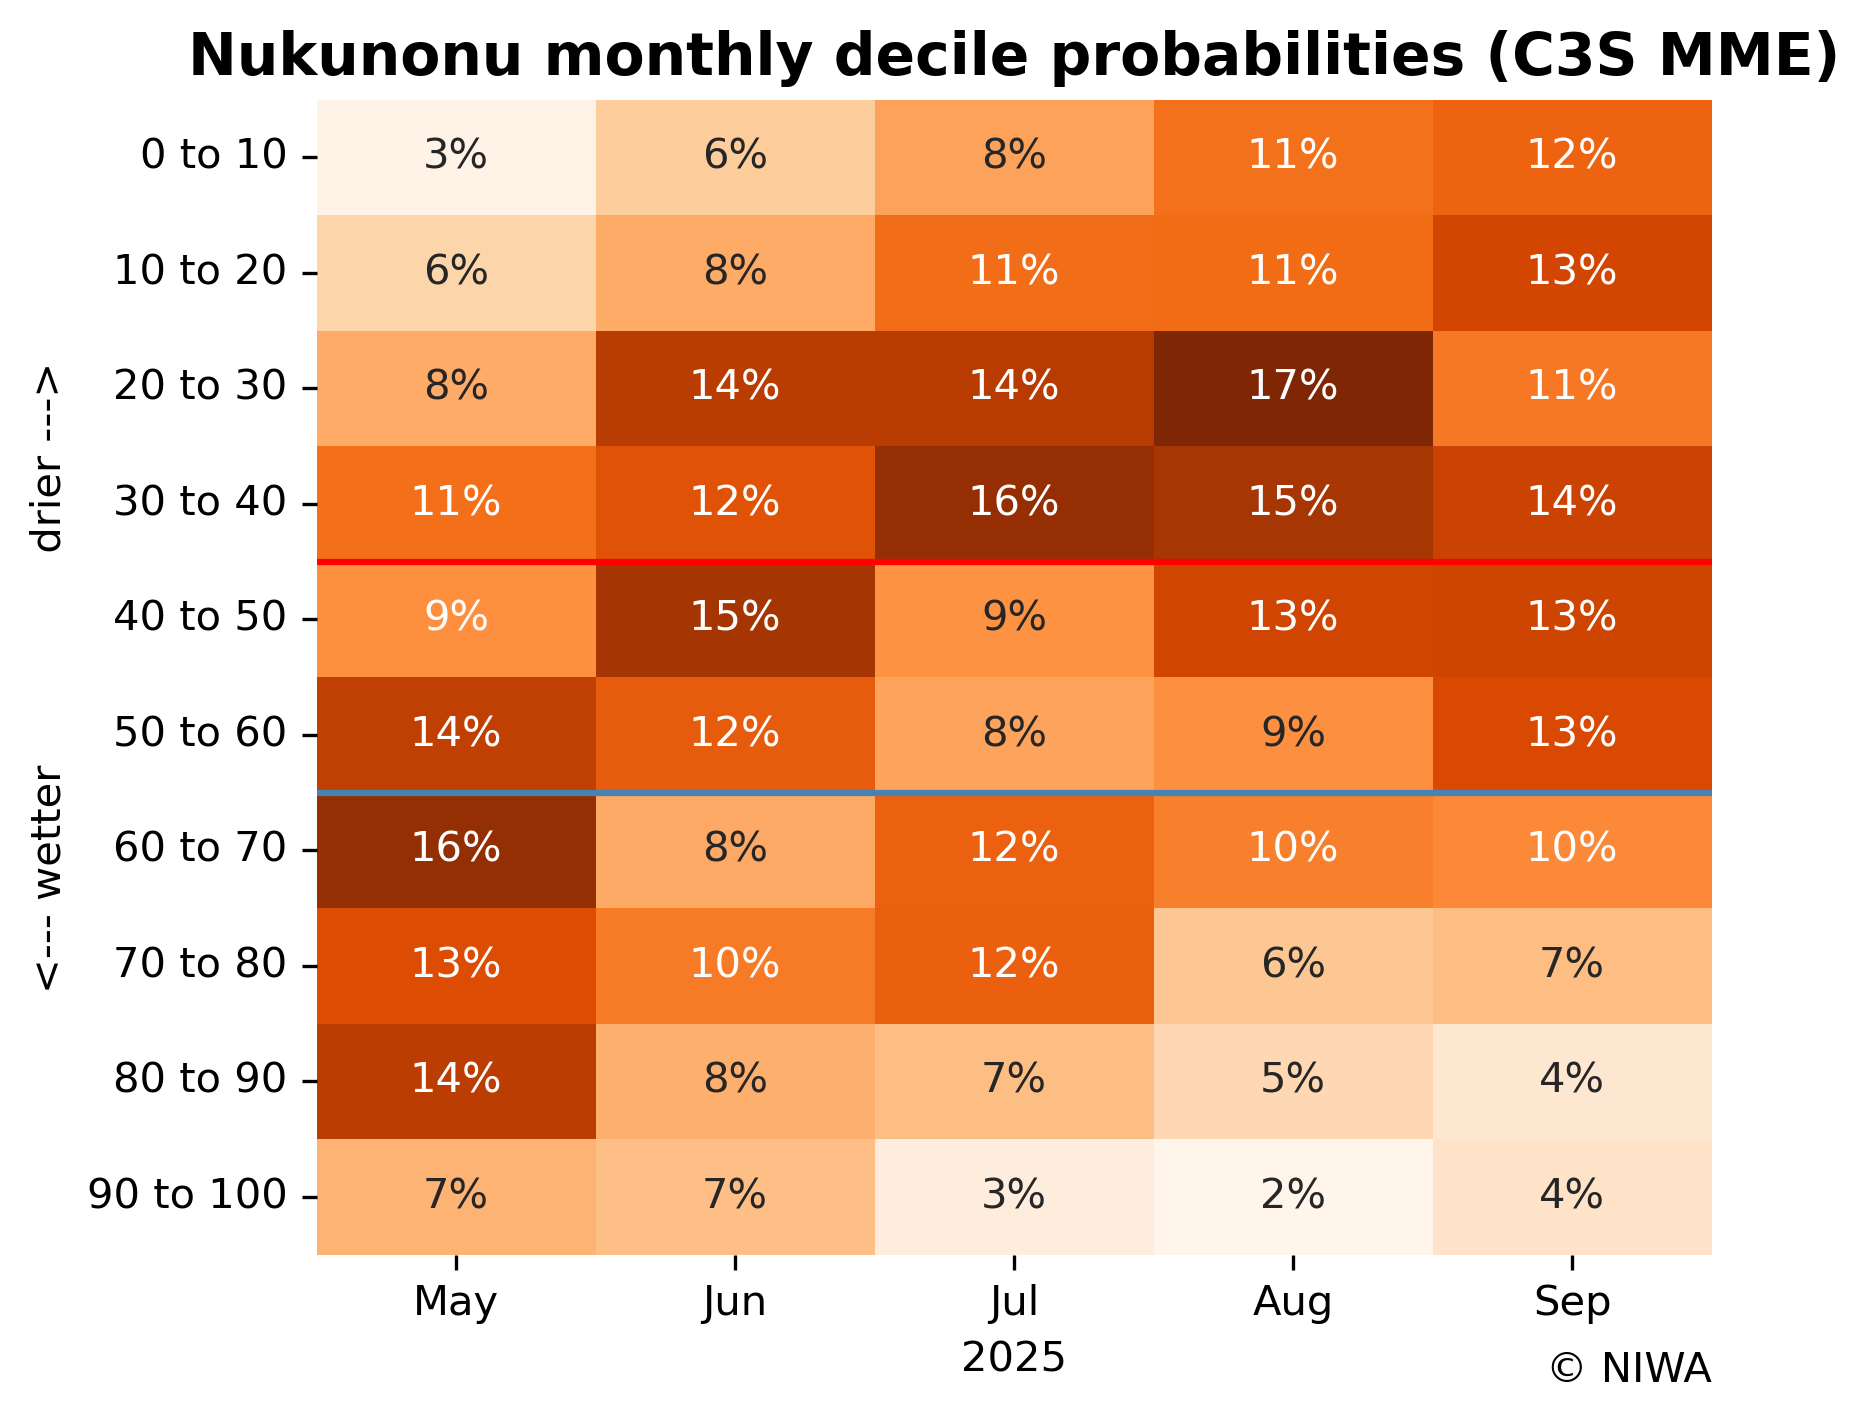 Nukunonu monthly decile probabilities (C3S MME)
0 to 10 3% 6% 8% 11% 12%
10 to 20 6% 8% 11% 11% 13%
20 to 30 8% 14% 14% 17% 11%
30 to 40 11% 12% 16% 15% 14%
40 to 50 9% 15% 9% 13% 13%
50 to 60 14% 12% 8% 9% 13%
60 to 70 16% 8% 12% 10% 10%
70 to 80 13% 10% 12% 6% 7%
80 to 90 14% 8% 7% 5% 4%
90 to 100 7% 7% 3% 2% 4%
<--- wetter drier --->
May Jun Jul Aug Sep
2025
© NIWA